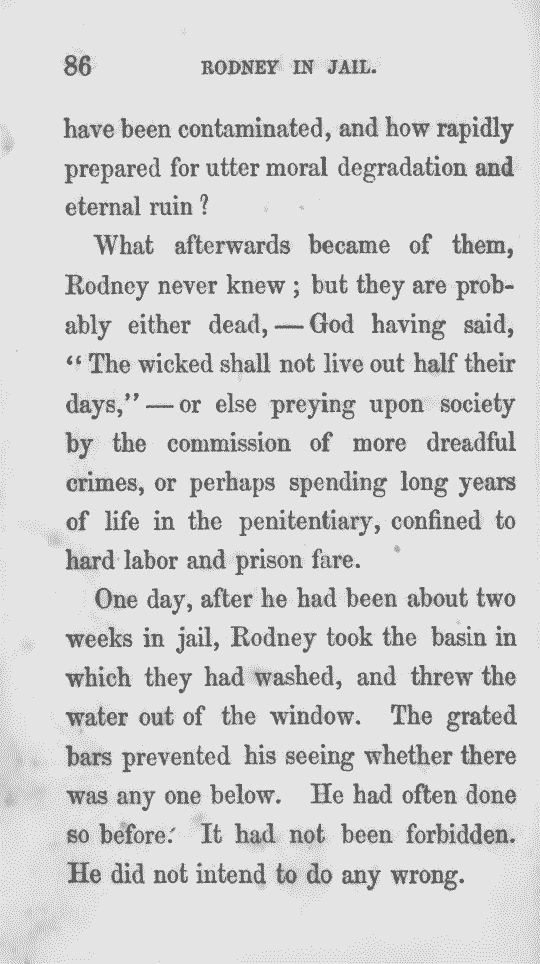 86 RODNEY IN JAIL.
have been contaminated, and how rapidly
prepared for utter moral degradation and
eternal ruin?
What afterwards became of them,
Rodney never knew; but they are prob-
ably either dead, — God having said,
“The wicked shall not live out half their
days,” — or else preying upon society
by the commission of more dreadful
crimes, or perhaps spending long years
of life in the penitentiary, confined to
hard labor and prison fare.
One day, after he had been about two
weeks in jail, Rodney took the basin in
which they had washed, and threw the
water out of the window. The grated
bars prevented his seeing whether there
was any one below. He had often done
so before. It had not been forbidden.
He did not intend to do any wrong.